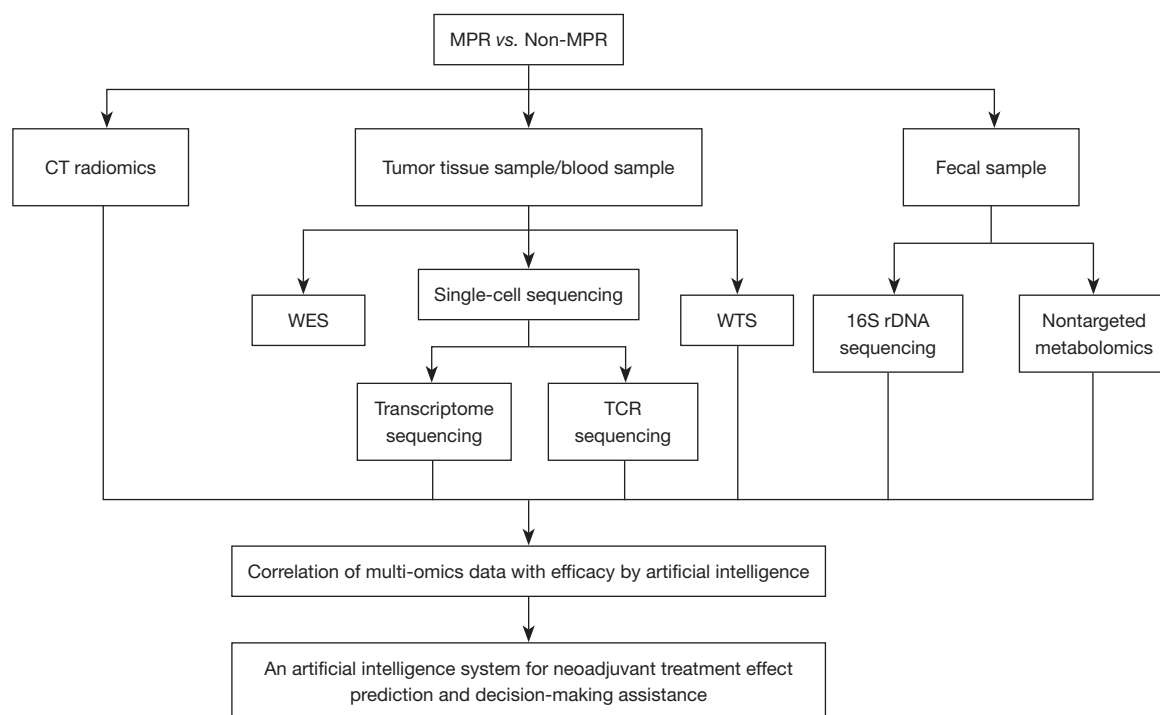 MPR vs. Non-MPR
CT radiomics
Tumor tissue sample/blood sample
Fecal sample
WES
Single-cell sequencing
WTS
16S rDNA
sequencing
Nontargeted
metabolomics
Transcriptome
sequencing
TCR
sequencing
Correlation of multi-omics data with efficacy by artificial intelligence
An artificial intelligence system for neoadjuvant treatment effect
prediction and decision-making assistance